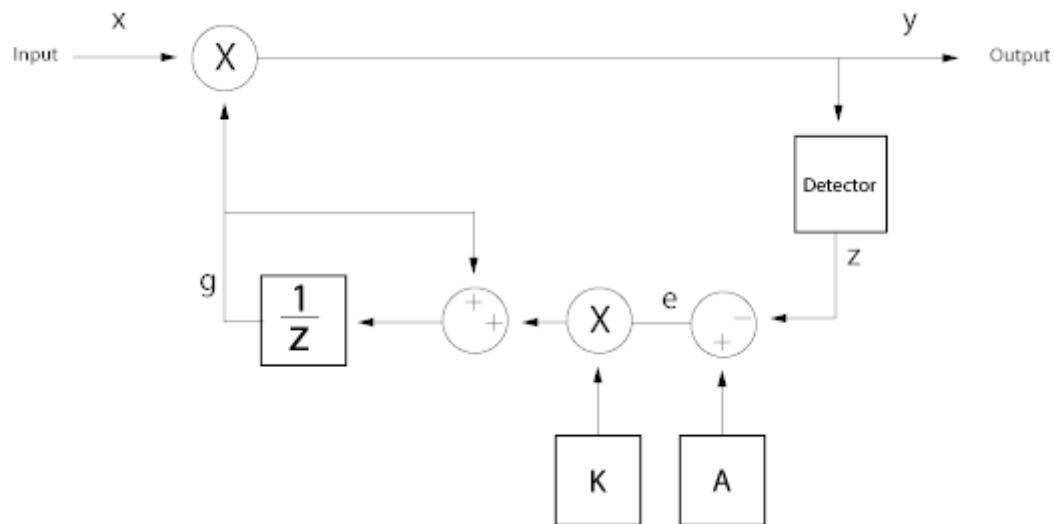 x
y
Input
X
Output
Detector
z
g
1
z
+
+
X
e
−
+
K
A